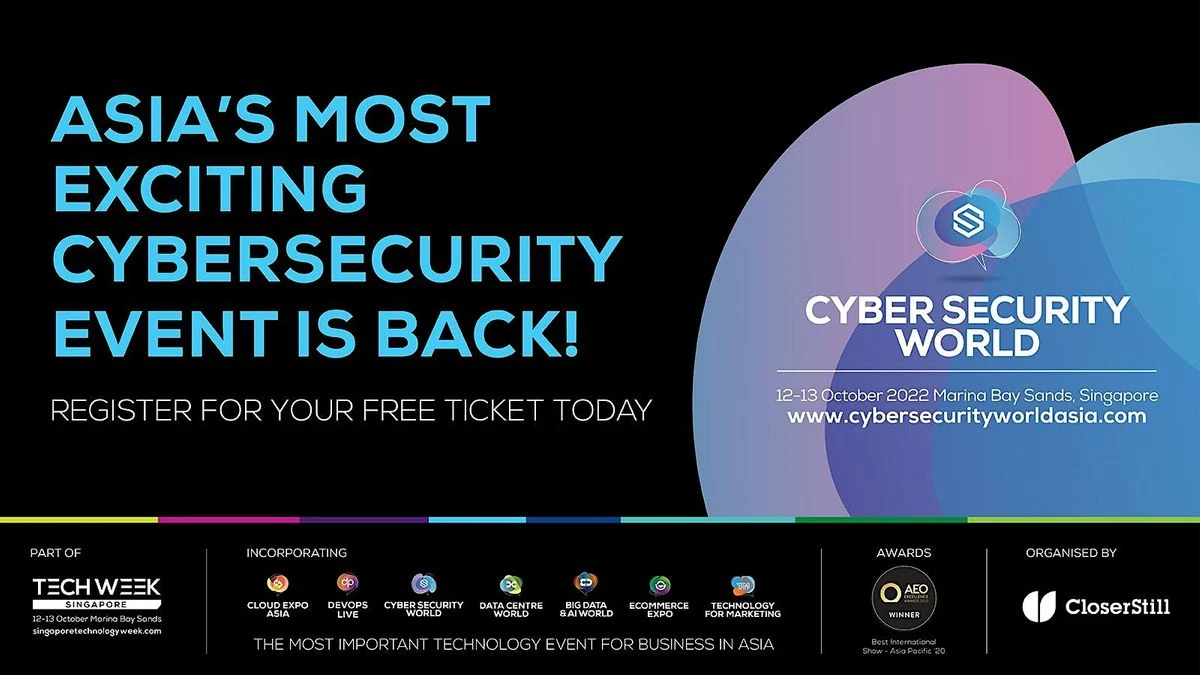 ASIA'S MOST
EXCITING
CYBERSECURITY
EVENT IS BACK!
REGISTER FOR YOUR FREE TICKET TODAY
CYBER SECURITY
WORLD
12-13 October 2022 Marina Bay Sands, Singapore
www.cybersecurityworldasia.com
PART OF
TECH WEEK
SINGAPORE
12-13 October Marina Bay Sands
singaporetechnologyweek.com
INCORPORATING
CLOUD EXPO
ASIA
DEVOPS
LIVE
CYBER SECURITY
WORLD
DATA CENTRE
WORLD
BIG DATA
& AI WORLD
ECOMMERCE
EXPO
TECHNOLOGY
FOR MARKETING
THE MOST IMPORTANT TECHNOLOGY EVENT FOR BUSINESS IN ASIA
AWARDS
AEO
EXCELLENCE
AWARDS 2020
WINNER
Best International
Show - Asia Pacific '20
ORGANISED BY
CloserStill